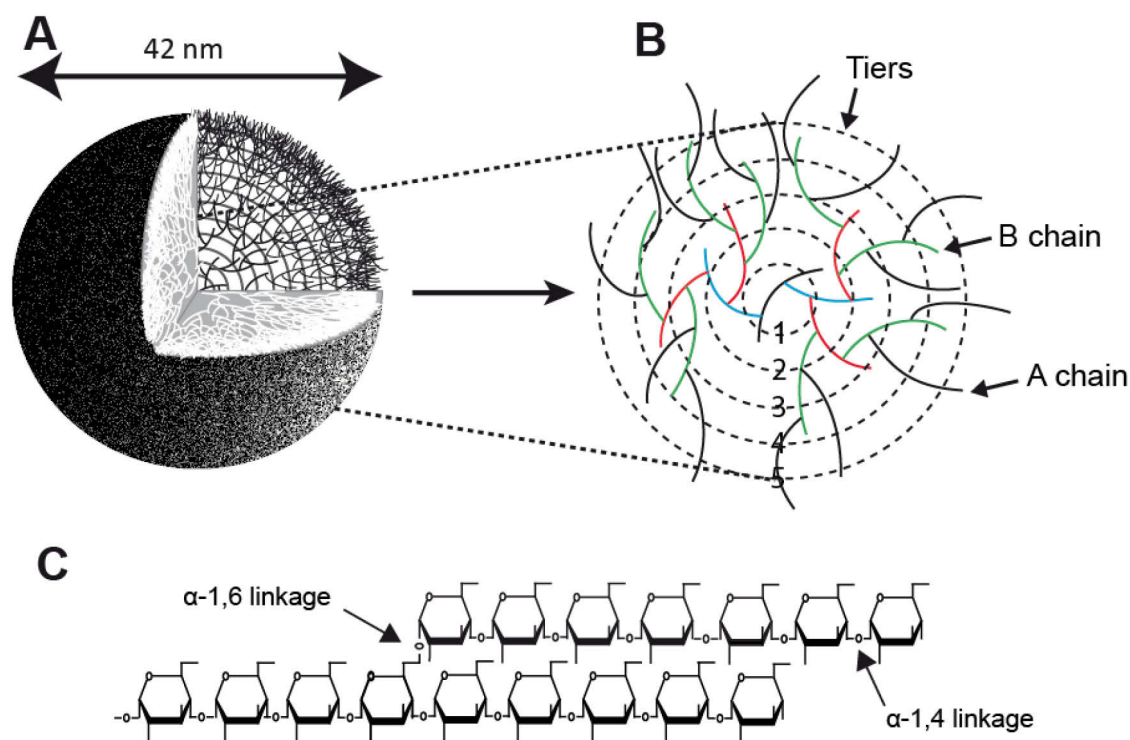 A
42 nm
B
Tiers
B chain
A chain
1
2
3
4
5
C
α-1,6 linkage
α-1,4 linkage